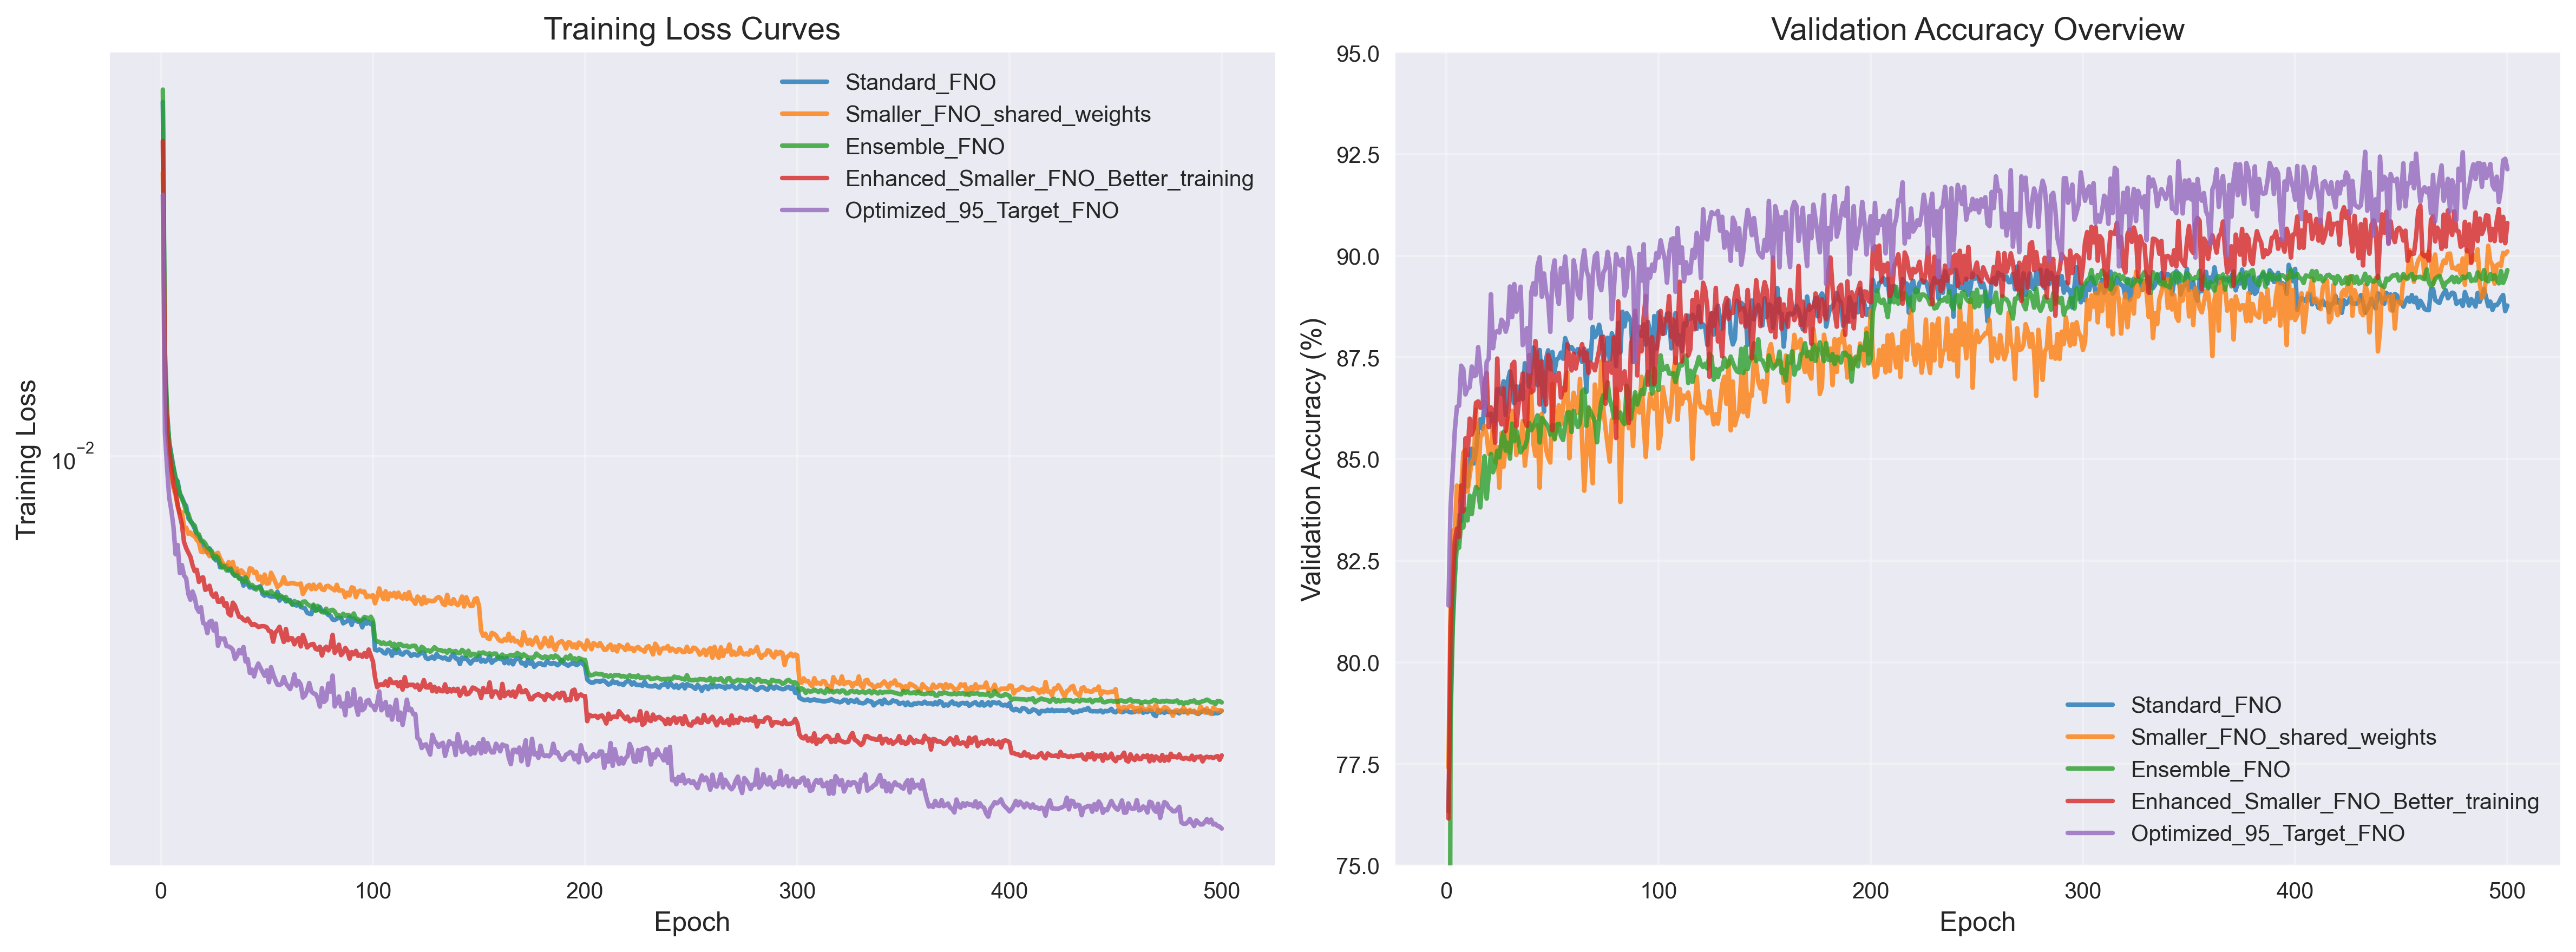 Training Loss Curves
Training Loss
10⁻²
Standard_FNO
Smaller_FNO_shared_weights
Ensemble_FNO
Enhanced_Smaller_FNO_Better_training
Optimized_95_Target_FNO
0 100 200 300 400 500
Epoch
Validation Accuracy Overview
Validation Accuracy (%)
95.0
92.5
90.0
87.5
85.0
82.5
80.0
77.5
75.0
Standard_FNO
Smaller_FNO_shared_weights
Ensemble_FNO
Enhanced_Smaller_FNO_Better_training
Optimized_95_Target_FNO
0 100 200 300 400 500
Epoch